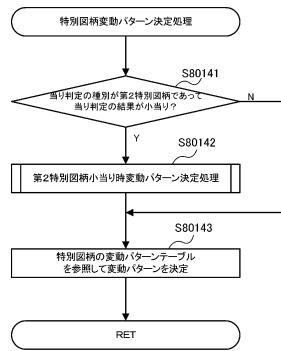 特別図柄変動パターン決定処理
S80141
当り判定の種別が第2特別図柄であって
当り判定の結果が小当り？
N
Y
S80142
第2特別図柄小当り時変動パターン決定処理
S80143
特別図柄の変動パターンテーブル
を参照して変動パターンを決定
RET